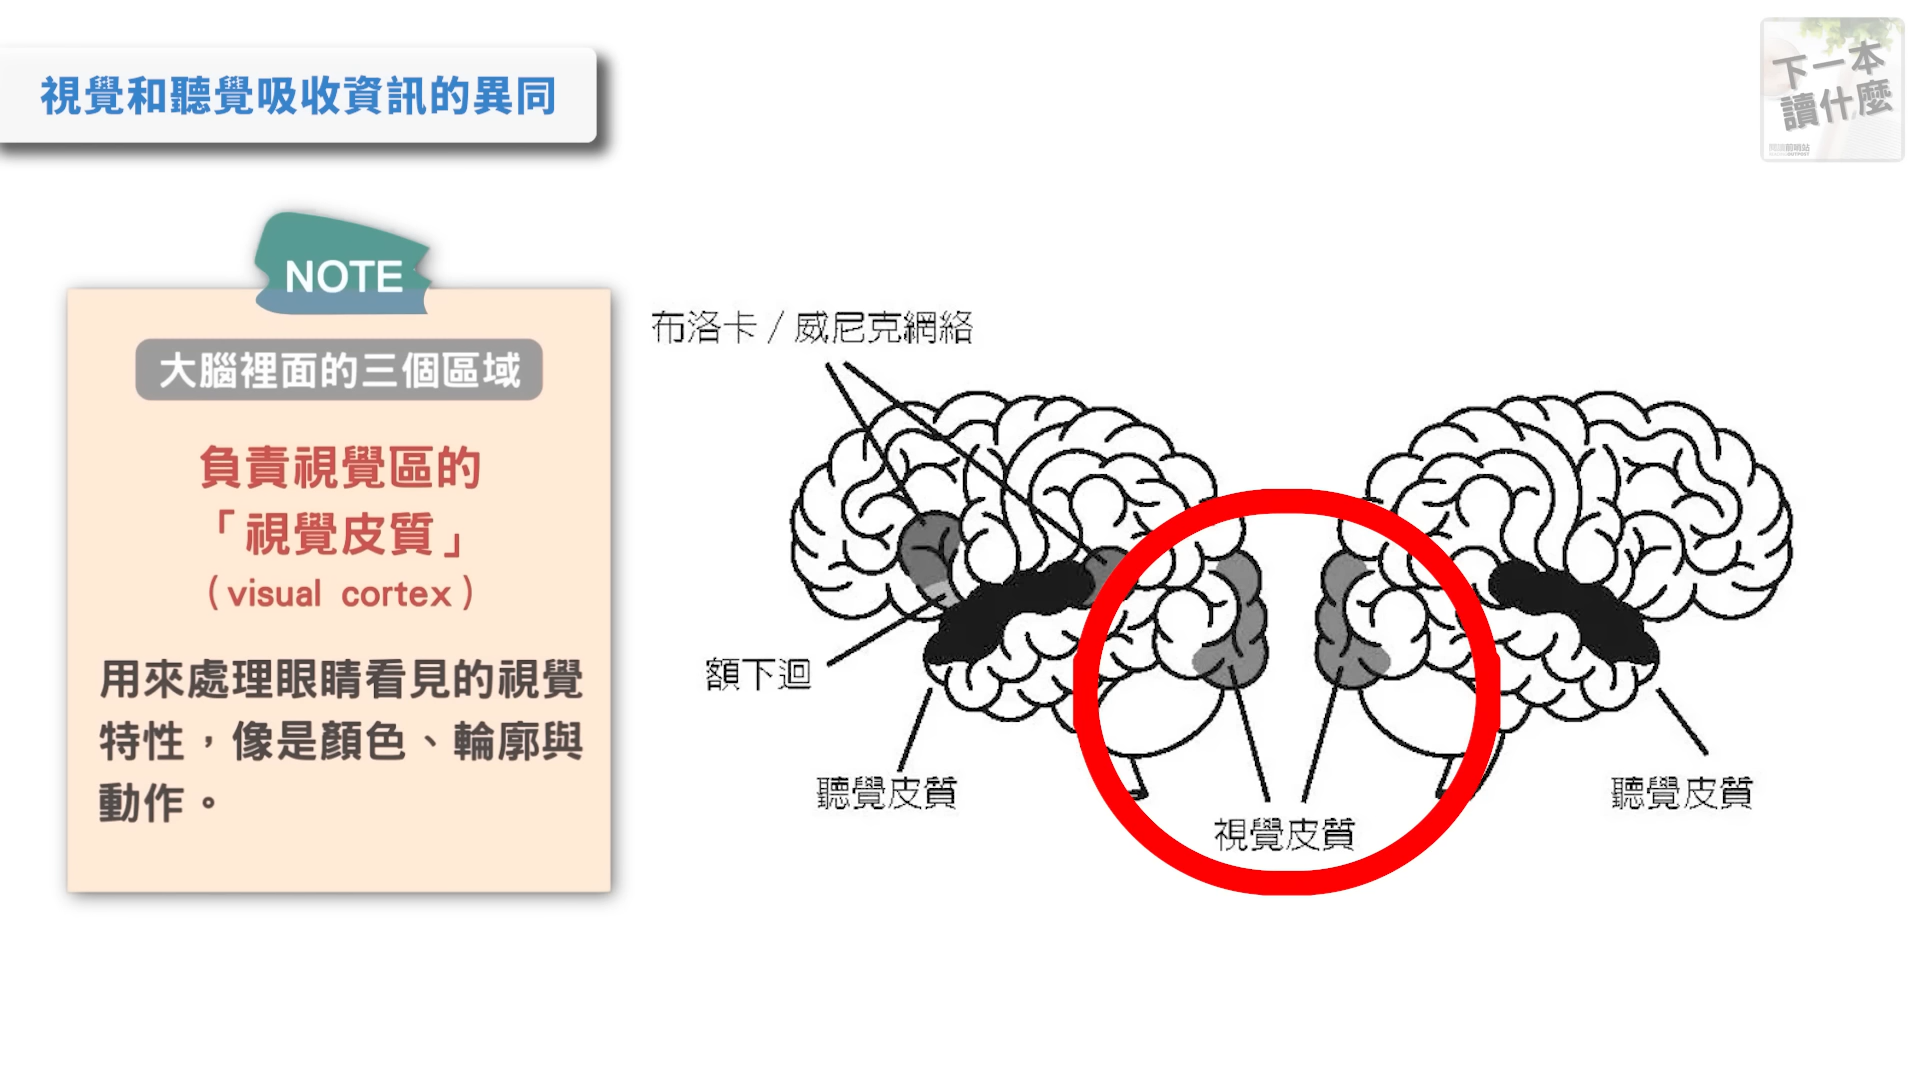 視覺和聽覺吸收資訊的異同
下一本
讀什麼
NOTE
大腦裡面的三個區域
負責視覺區的
「視覺皮質」
（visual cortex）
用來處理眼睛看見的視覺
特性，像是顏色、輪廓與
動作。
布洛卡/威尼克網絡
額下迴
聽覺皮質
視覺皮質
聽覺皮質